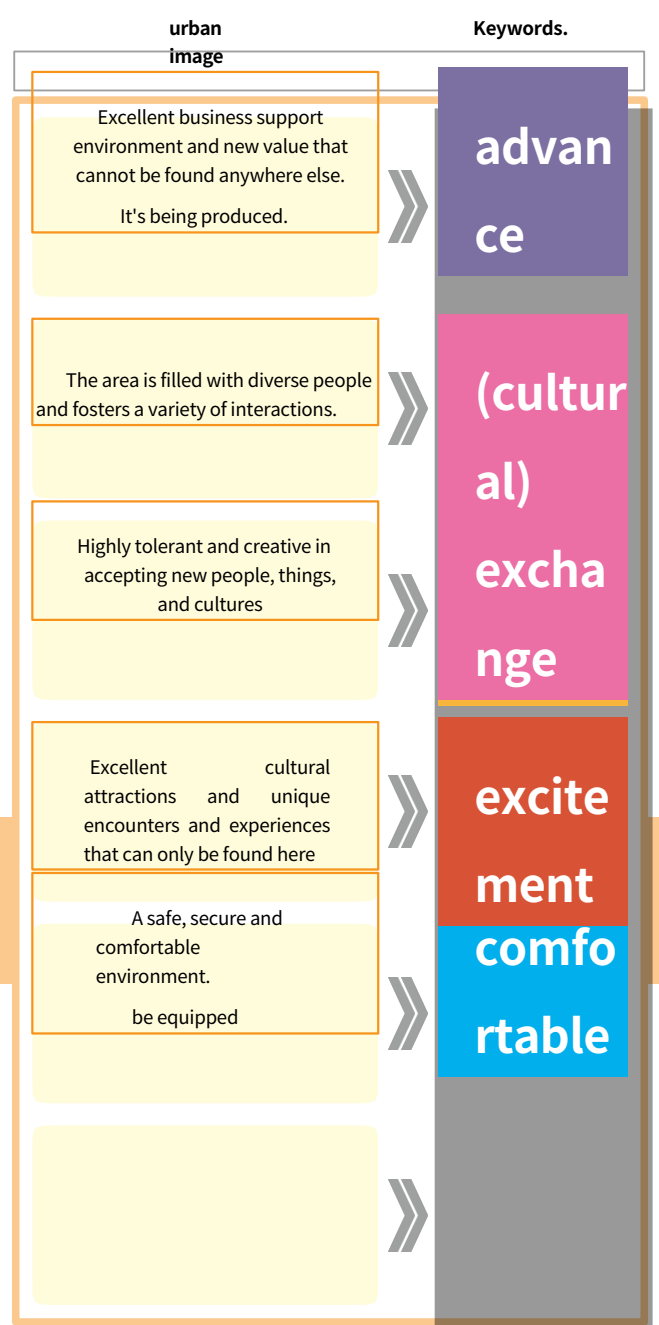 urban
image
Keywords.
Excellent business support
environment and new value that
cannot be found anywhere else.
It's being produced.
advan
ce
The area is filled with diverse people
and fosters a variety of interactions.
(cultur
al)
excha
nge
Highly tolerant and creative in
accepting new people, things,
and cultures
Excellent cultural
attractions and unique
encounters and experiences
that can only be found here
excite
ment
A safe, secure and
comfortable
environment.
be equipped
comfo
rtable